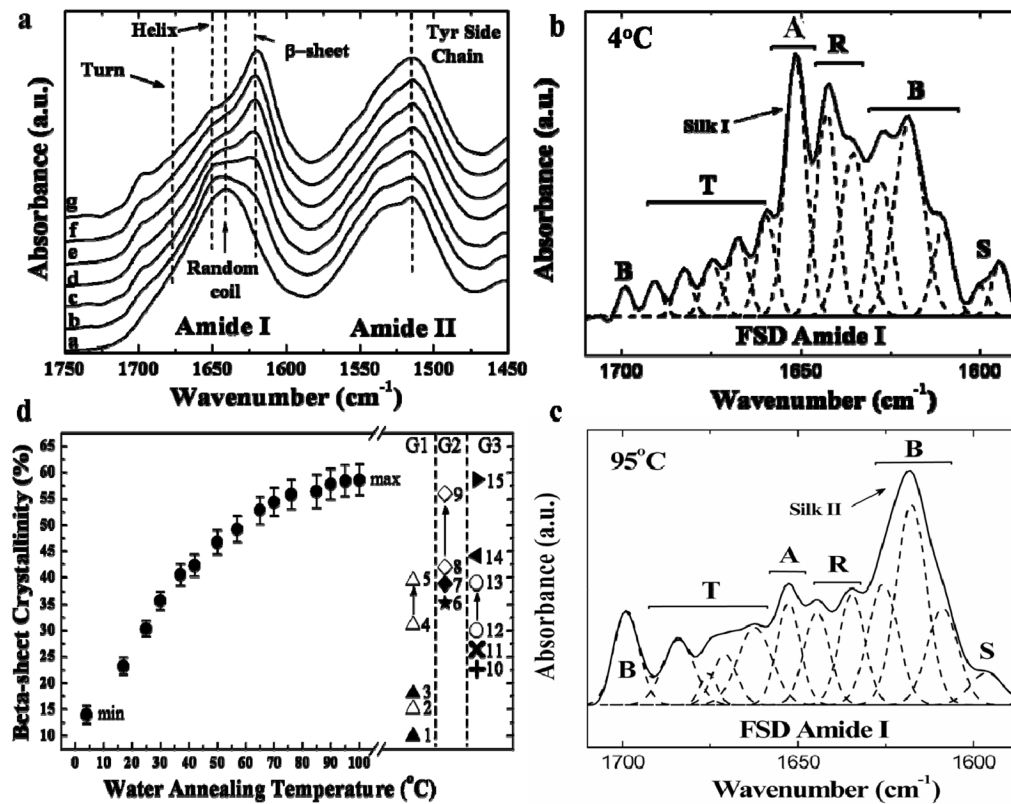 a
Helix
Turn
β-sheet
Tyr Side
Chain
Absorbance (a.u.)
g
f
e
d
c
b
a
Random
coil
Amide I
Amide II
1750 1700 1650 1600 1550 1500 1450
Wavenumber (cm⁻¹)
b
4°C
A
R
B
Silk I
T
B
S
Absorbance (a.u.)
FSD Amide I
1700 1650 1600
Wavenumber (cm⁻¹)
d
Beta-sheet Crystallinity (%)
65
60
55
50
45
40
35
30
25
20
15
10
G1 G2 G3
max
min
5
4
3
2
1
9
8
7
6
15
14
13
12
11
10
0 10 20 30 40 50 60 70 80 90 100
Water Annealing Temperature (°C)
c
95°C
B
Silk II
A
R
T
B
S
Absorbance (a.u.)
FSD Amide I
1700 1650 1600
Wavenumber (cm⁻¹)